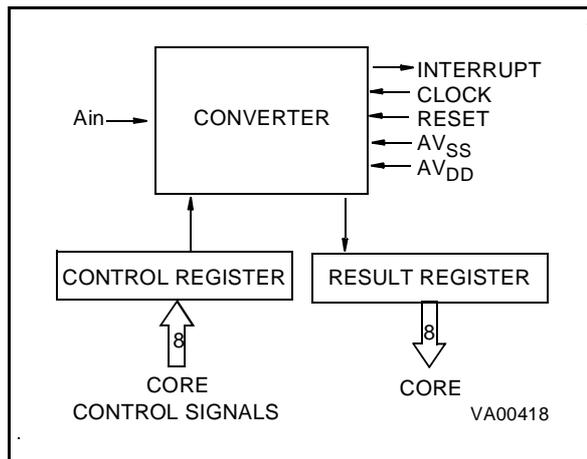 INTERRUPT
CLOCK
Ain
CONVERTER
RESET
AVSS
AVDD
CONTROL REGISTER
RESULT REGISTER
8
8
CORE
CONTROL SIGNALS
CORE
VA00418
.